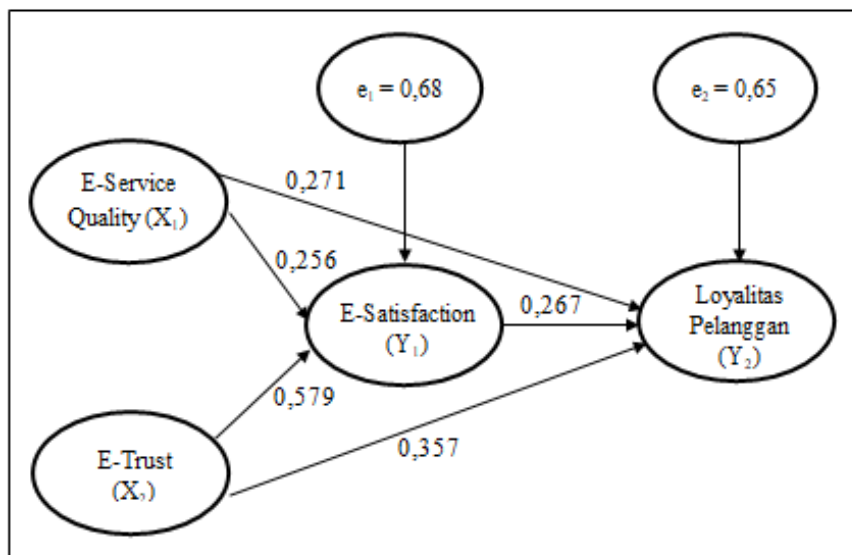 e₁ = 0,68
e₂ = 0,65
E-Service
Quality (X₁)
0,271
0,256
E-Satisfaction
(Y₁)
0,267
Loyalitas
Pelanggan
(Y₂)
0,579
E-Trust
(X₂)
0,357